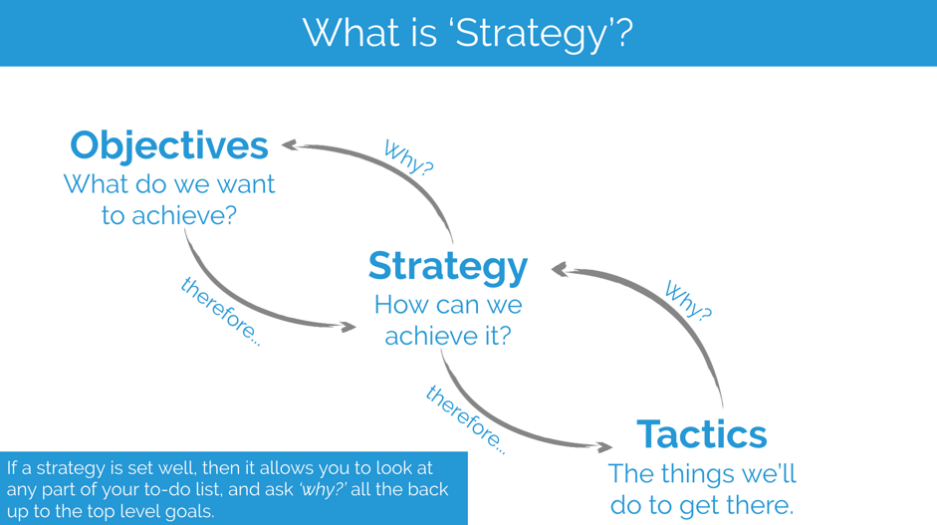 What is ‘Strategy’?
Objectives
What do we want
to achieve?
Why?
therefore...
Strategy
How can we
achieve it?
Why?
therefore...
Tactics
The things we’ll
do to get there.
If a strategy is set well, then it allows you to look at
any part of your to-do list, and ask ‘why?’ all the back
up to the top level goals.